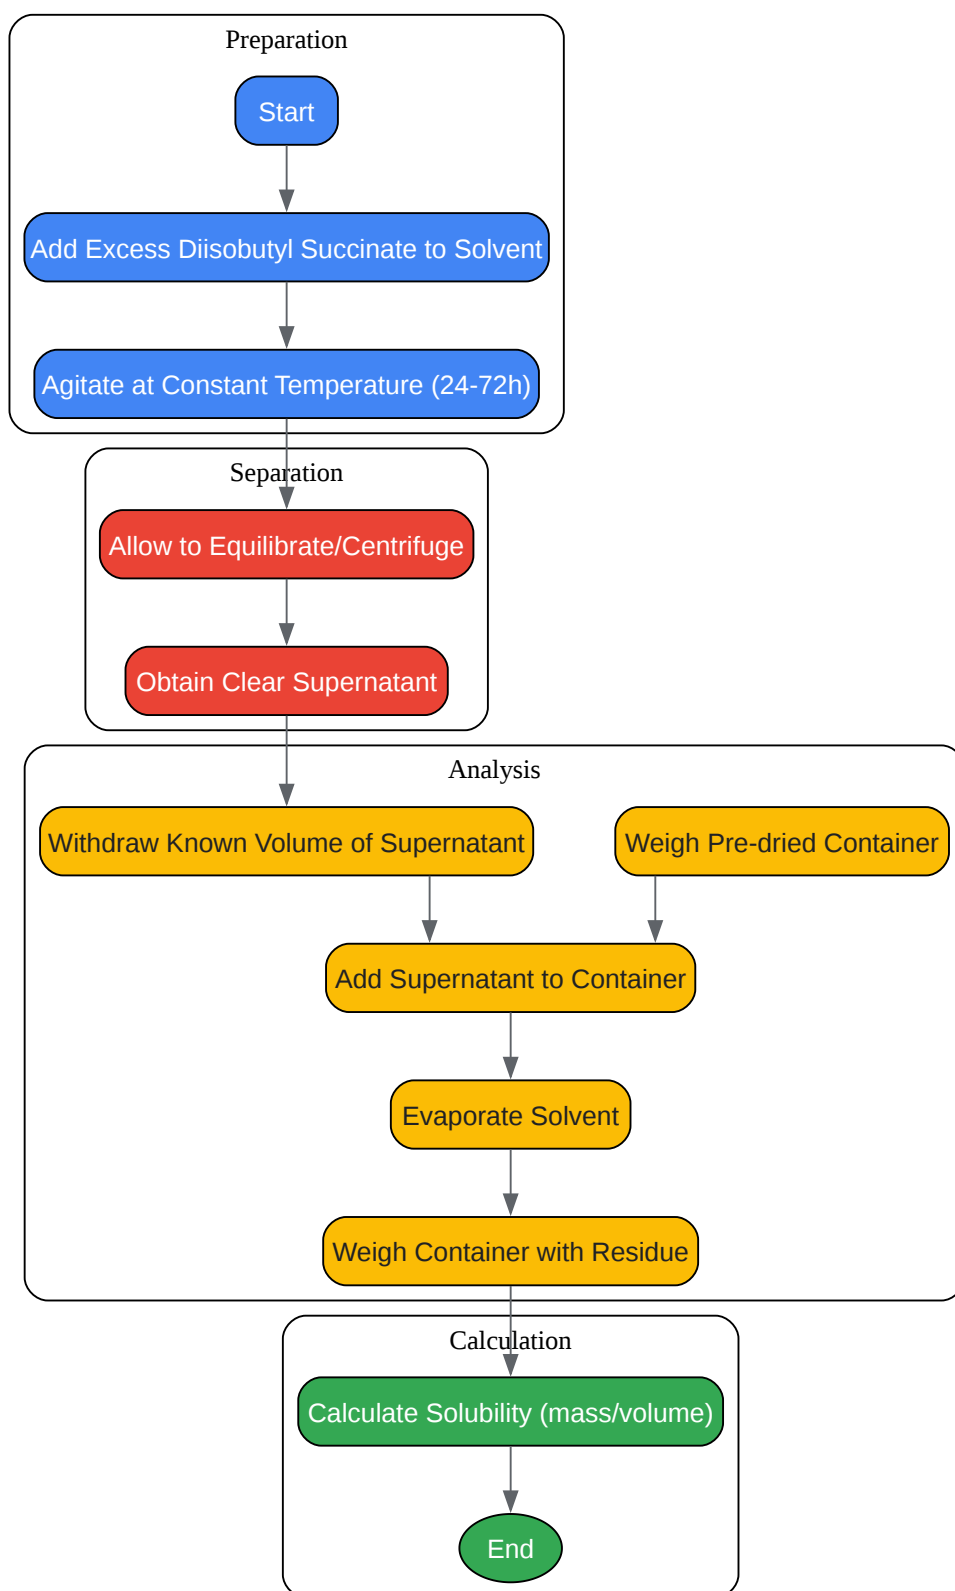 Preparation
Start
Add Excess Diisobutyl Succinate to Solvent
Agitate at Constant Temperature (24-72h)
Separation
Allow to Equilibrate/Centrifuge
Obtain Clear Supernatant
Analysis
Withdraw Known Volume of Supernatant
Weigh Pre-dried Container
Add Supernatant to Container
Evaporate Solvent
Weigh Container with Residue
Calculation
Calculate Solubility (mass/volume)
End